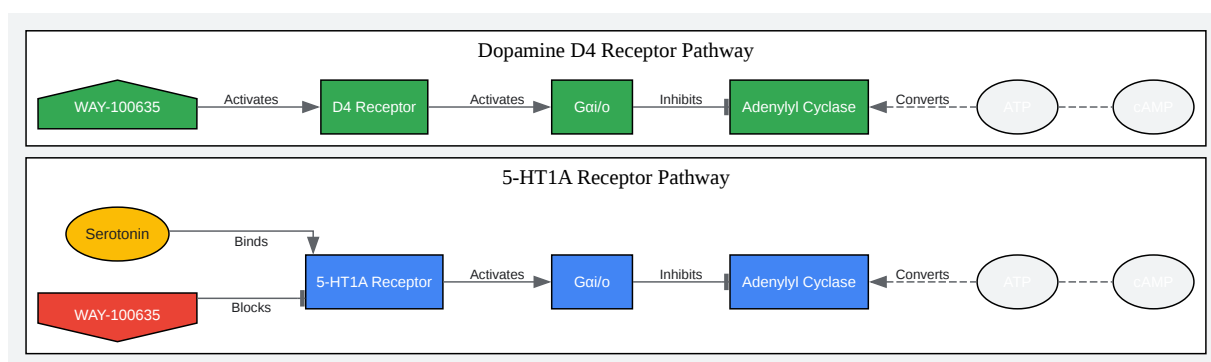 Dopamine D4 Receptor Pathway
WAY-100635
Activates
D4 Receptor
Activates
Gαi/o
Inhibits
Adenylyl Cyclase
Converts
ATP
cAMP
5-HT1A Receptor Pathway
Serotonin
Binds
5-HT1A Receptor
Activates
Gαi/o
Inhibits
Adenylyl Cyclase
Converts
ATP
cAMP
WAY-100635
Blocks